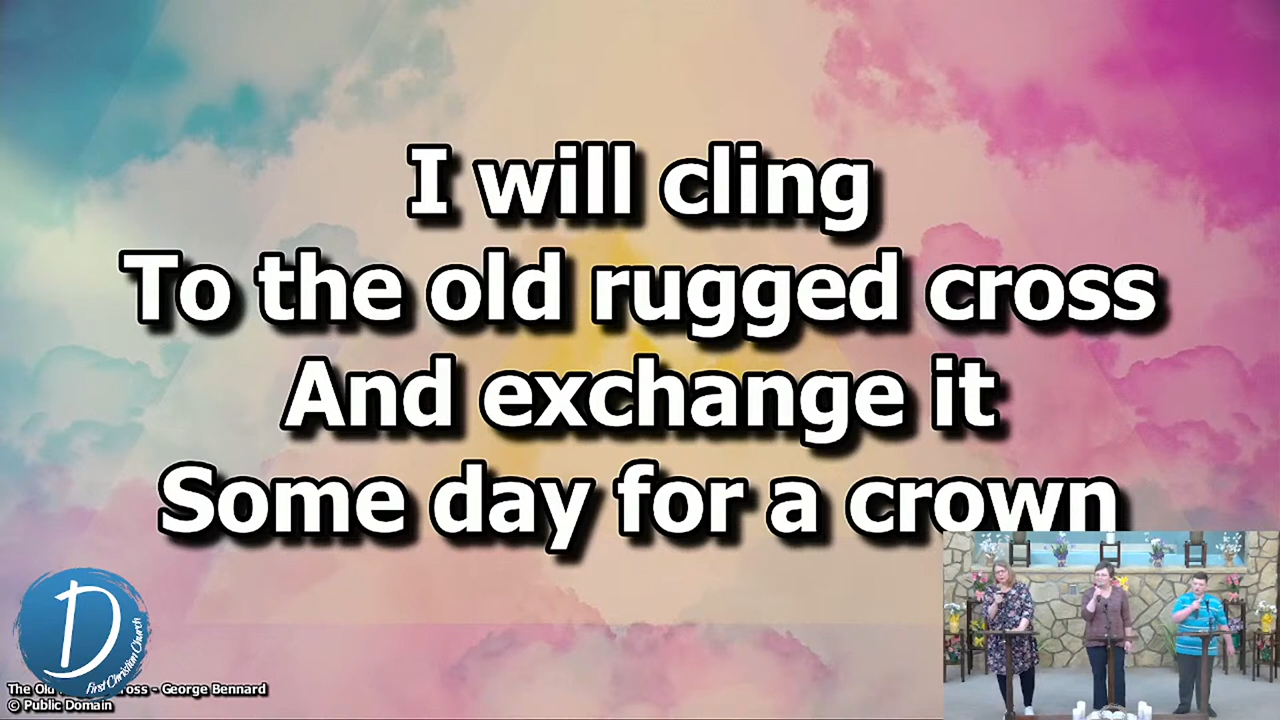 I will cling
To the old rugged cross
And exchange it
Some day for a crown
D
First Christian Church
The Old ross - George Bennard
© Public Domain